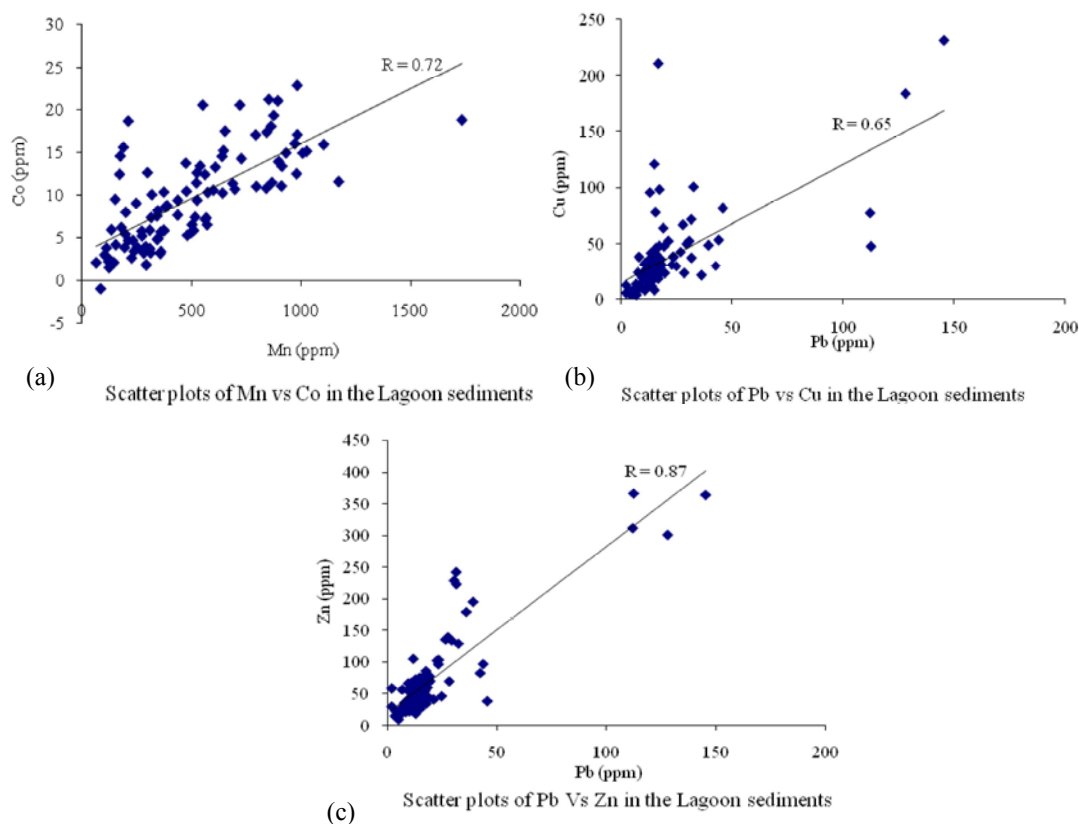 30
25
20
15
10
5
0
-5
Co (ppm)
R = 0.72
0
500
1000
1500
2000
Mn (ppm)
(a)
Scatter plots of Mn vs Co in the Lagoon sediments
250
200
150
100
50
0
Cu (ppm)
R = 0.65
0
50
100
150
200
Pb (ppm)
(b)
Scatter plots of Pb vs Cu in the Lagoon sediments
450
400
350
300
250
200
150
100
50
0
Zn (ppm)
R = 0.87
0
50
100
150
200
Pb (ppm)
(c)
Scatter plots of Pb Vs Zn in the Lagoon sediments